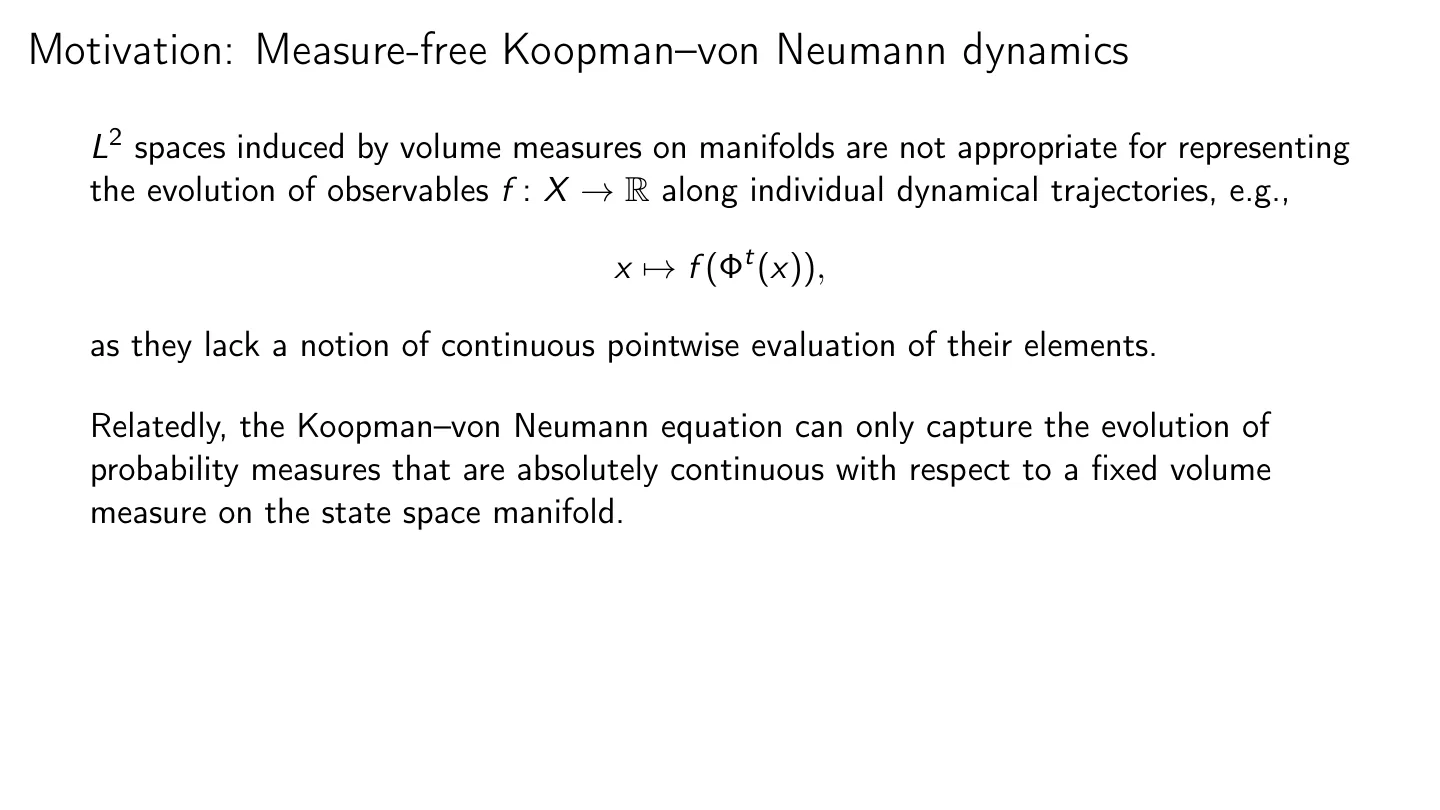 Motivation: Measure-free Koopman–von Neumann dynamics
L² spaces induced by volume measures on manifolds are not appropriate for representing
the evolution of observables f : X → ℝ along individual dynamical trajectories, e.g.,
x ↦ f(Φᵗ(x)),
as they lack a notion of continuous pointwise evaluation of their elements.
Relatedly, the Koopman–von Neumann equation can only capture the evolution of
probability measures that are absolutely continuous with respect to a fixed volume
measure on the state space manifold.